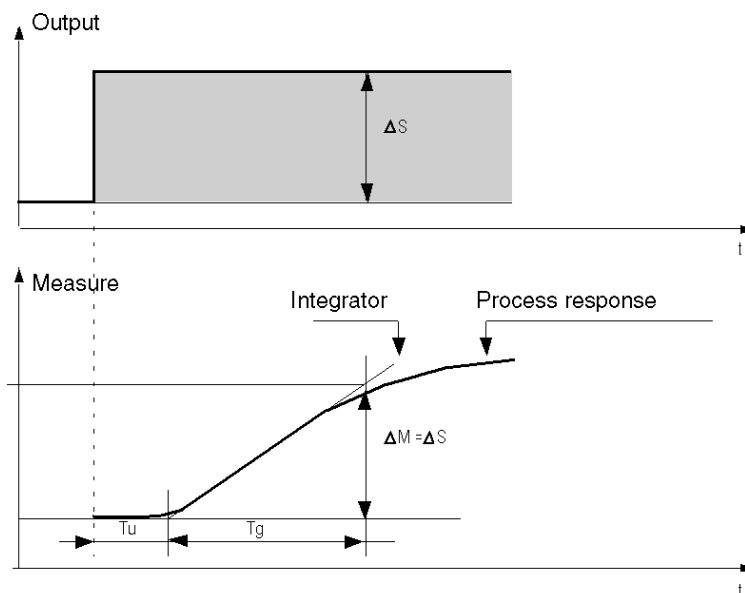 Output
ΔS
t
Measure
Integrator
Process response
ΔM=ΔS
Tu
Tg
t